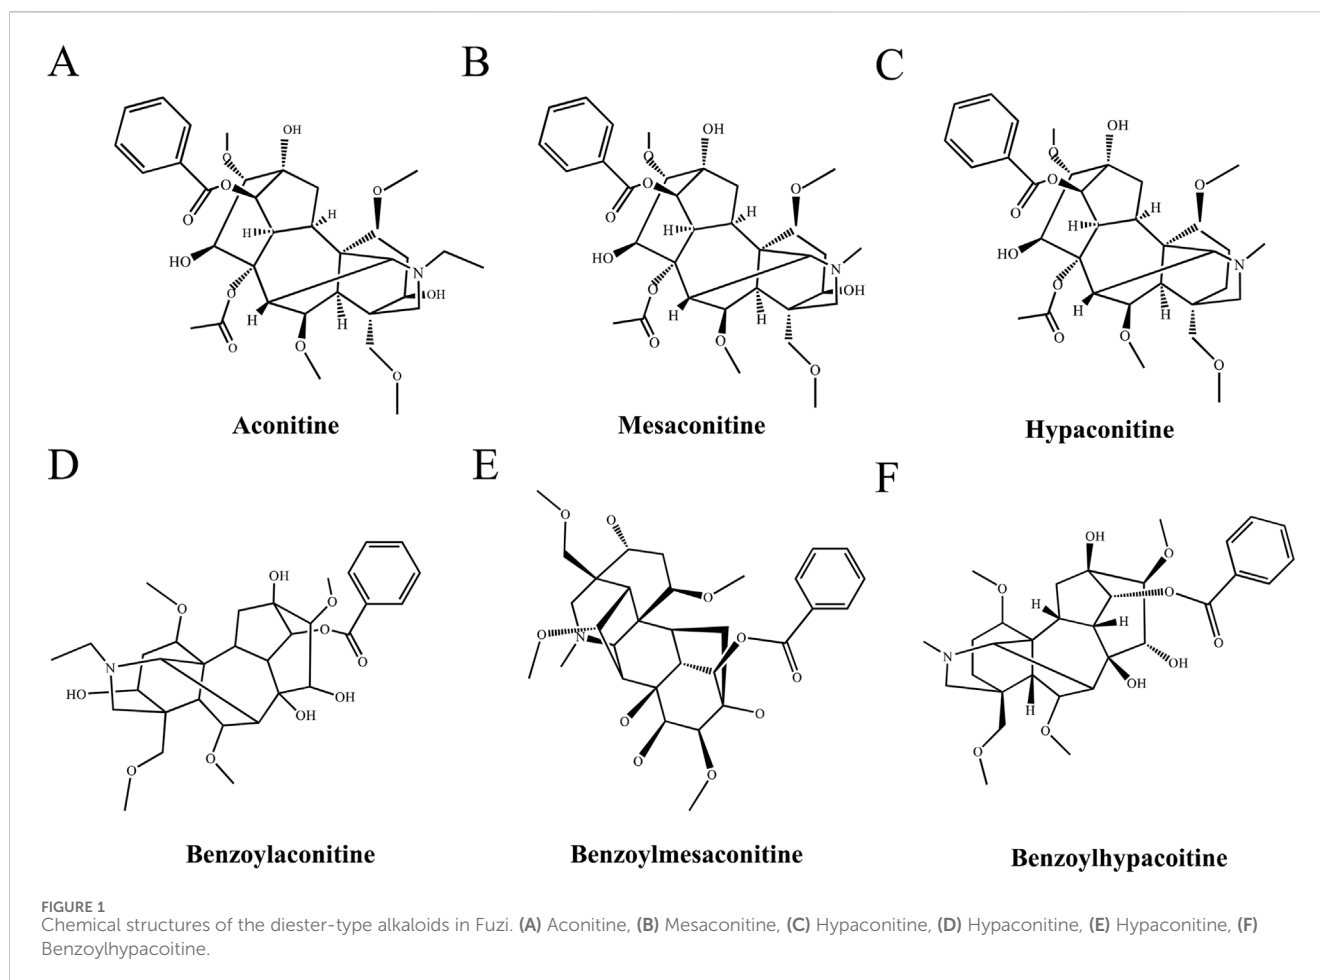 A
B
C
OH
O
O
O
O
H
H
HO
O
N
OH
H
H
O
O
O
OH
O
O
O
O
H
H
HO
O
N
OH
H
H
O
O
O
OH
O
O
O
O
H
H
HO
O
N
H
H
O
O
O
Aconitine
Mesaconitine
Hypaconitine
D
E
F
OH
O
O
O
O
N
HO
OH
OH
O
O
O
O
O
O
N
O
O
O
O
O
O
O
OH
O
O
O
O
H
H
N
OH
OH
H
O
O
Benzoylaconitine
Benzoylmesaconitine
Benzoylhypacoitine
FIGURE 1
Chemical structures of the diester-type alkaloids in Fuzi. (A) Aconitine, (B) Mesaconitine, (C) Hypaconitine, (D) Hypaconitine, (E) Hypaconitine, (F)
Benzoylhypacoitine.